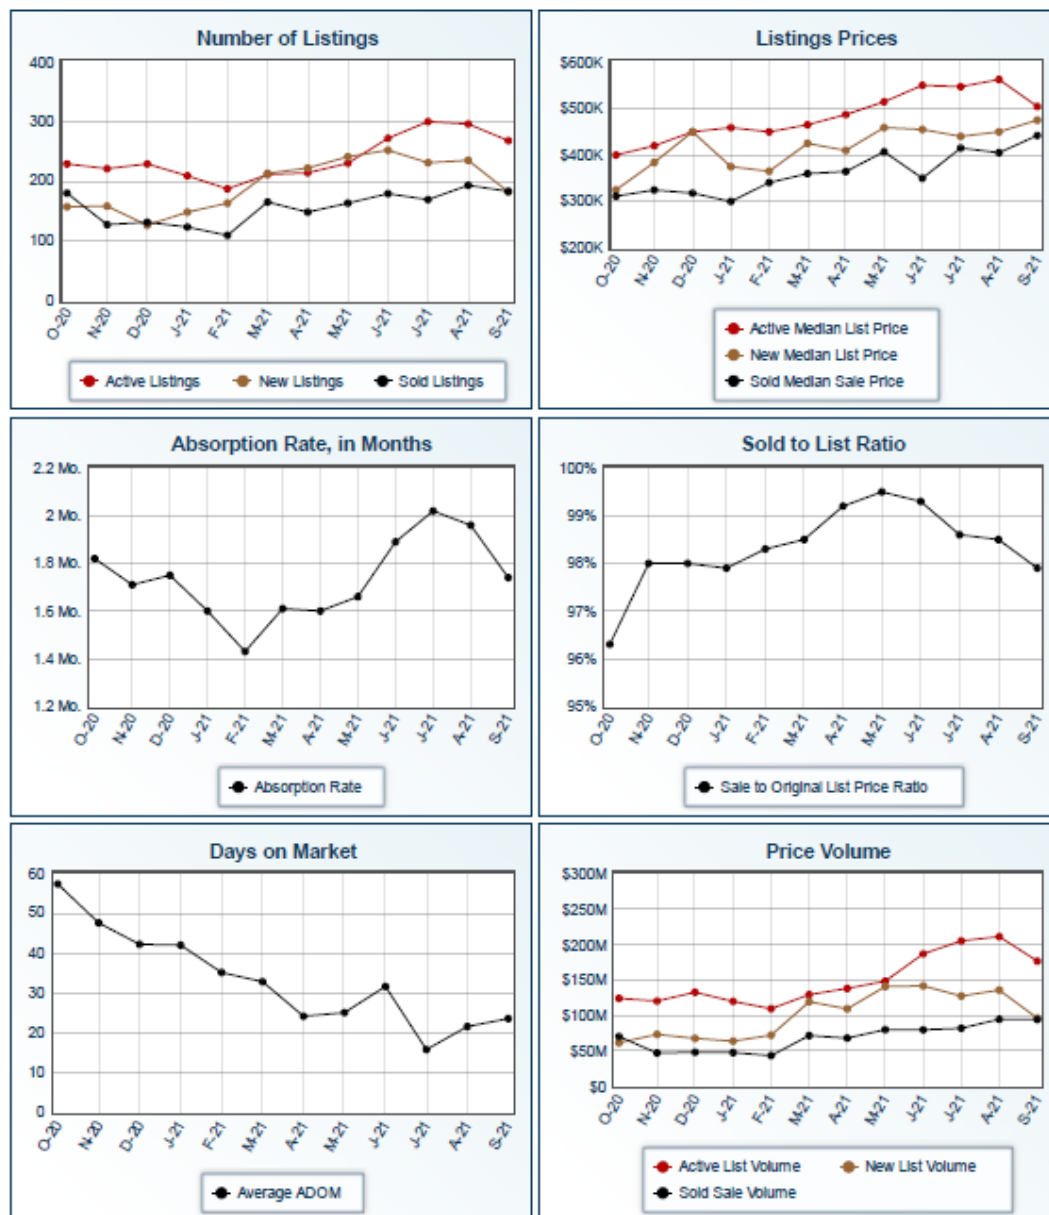 Number of Listings
400
300
200
100
0
O-20 N-20 D-20 J-21 F-21 M-21 A-21 M-21 J-21 J-21 A-21 S-21
Active Listings New Listings Sold Listings
Listings Prices
$600K
$500K
$400K
$300K
$200K
O-20 N-20 D-20 J-21 F-21 M-21 A-21 M-21 J-21 J-21 A-21 S-21
Active Median List Price
New Median List Price
Sold Median Sale Price
Absorption Rate, in Months
2.2 Mo.
2 Mo.
1.8 Mo.
1.6 Mo.
1.4 Mo.
1.2 Mo.
O-20 N-20 D-20 J-21 F-21 M-21 A-21 M-21 J-21 J-21 A-21 S-21
Absorption Rate
Sold to List Ratio
100%
99%
98%
97%
96%
95%
O-20 N-20 D-20 J-21 F-21 M-21 A-21 M-21 J-21 J-21 A-21 S-21
Sale to Original List Price Ratio
Days on Market
60
50
40
30
20
10
0
O-20 N-20 D-20 J-21 F-21 M-21 A-21 M-21 J-21 J-21 A-21 S-21
Average ADOM
Price Volume
$300M
$250M
$200M
$150M
$100M
$50M
$0
O-20 N-20 D-20 J-21 F-21 M-21 A-21 M-21 J-21 J-21 A-21 S-21
Active List Volume New List Volume
Sold Sale Volume